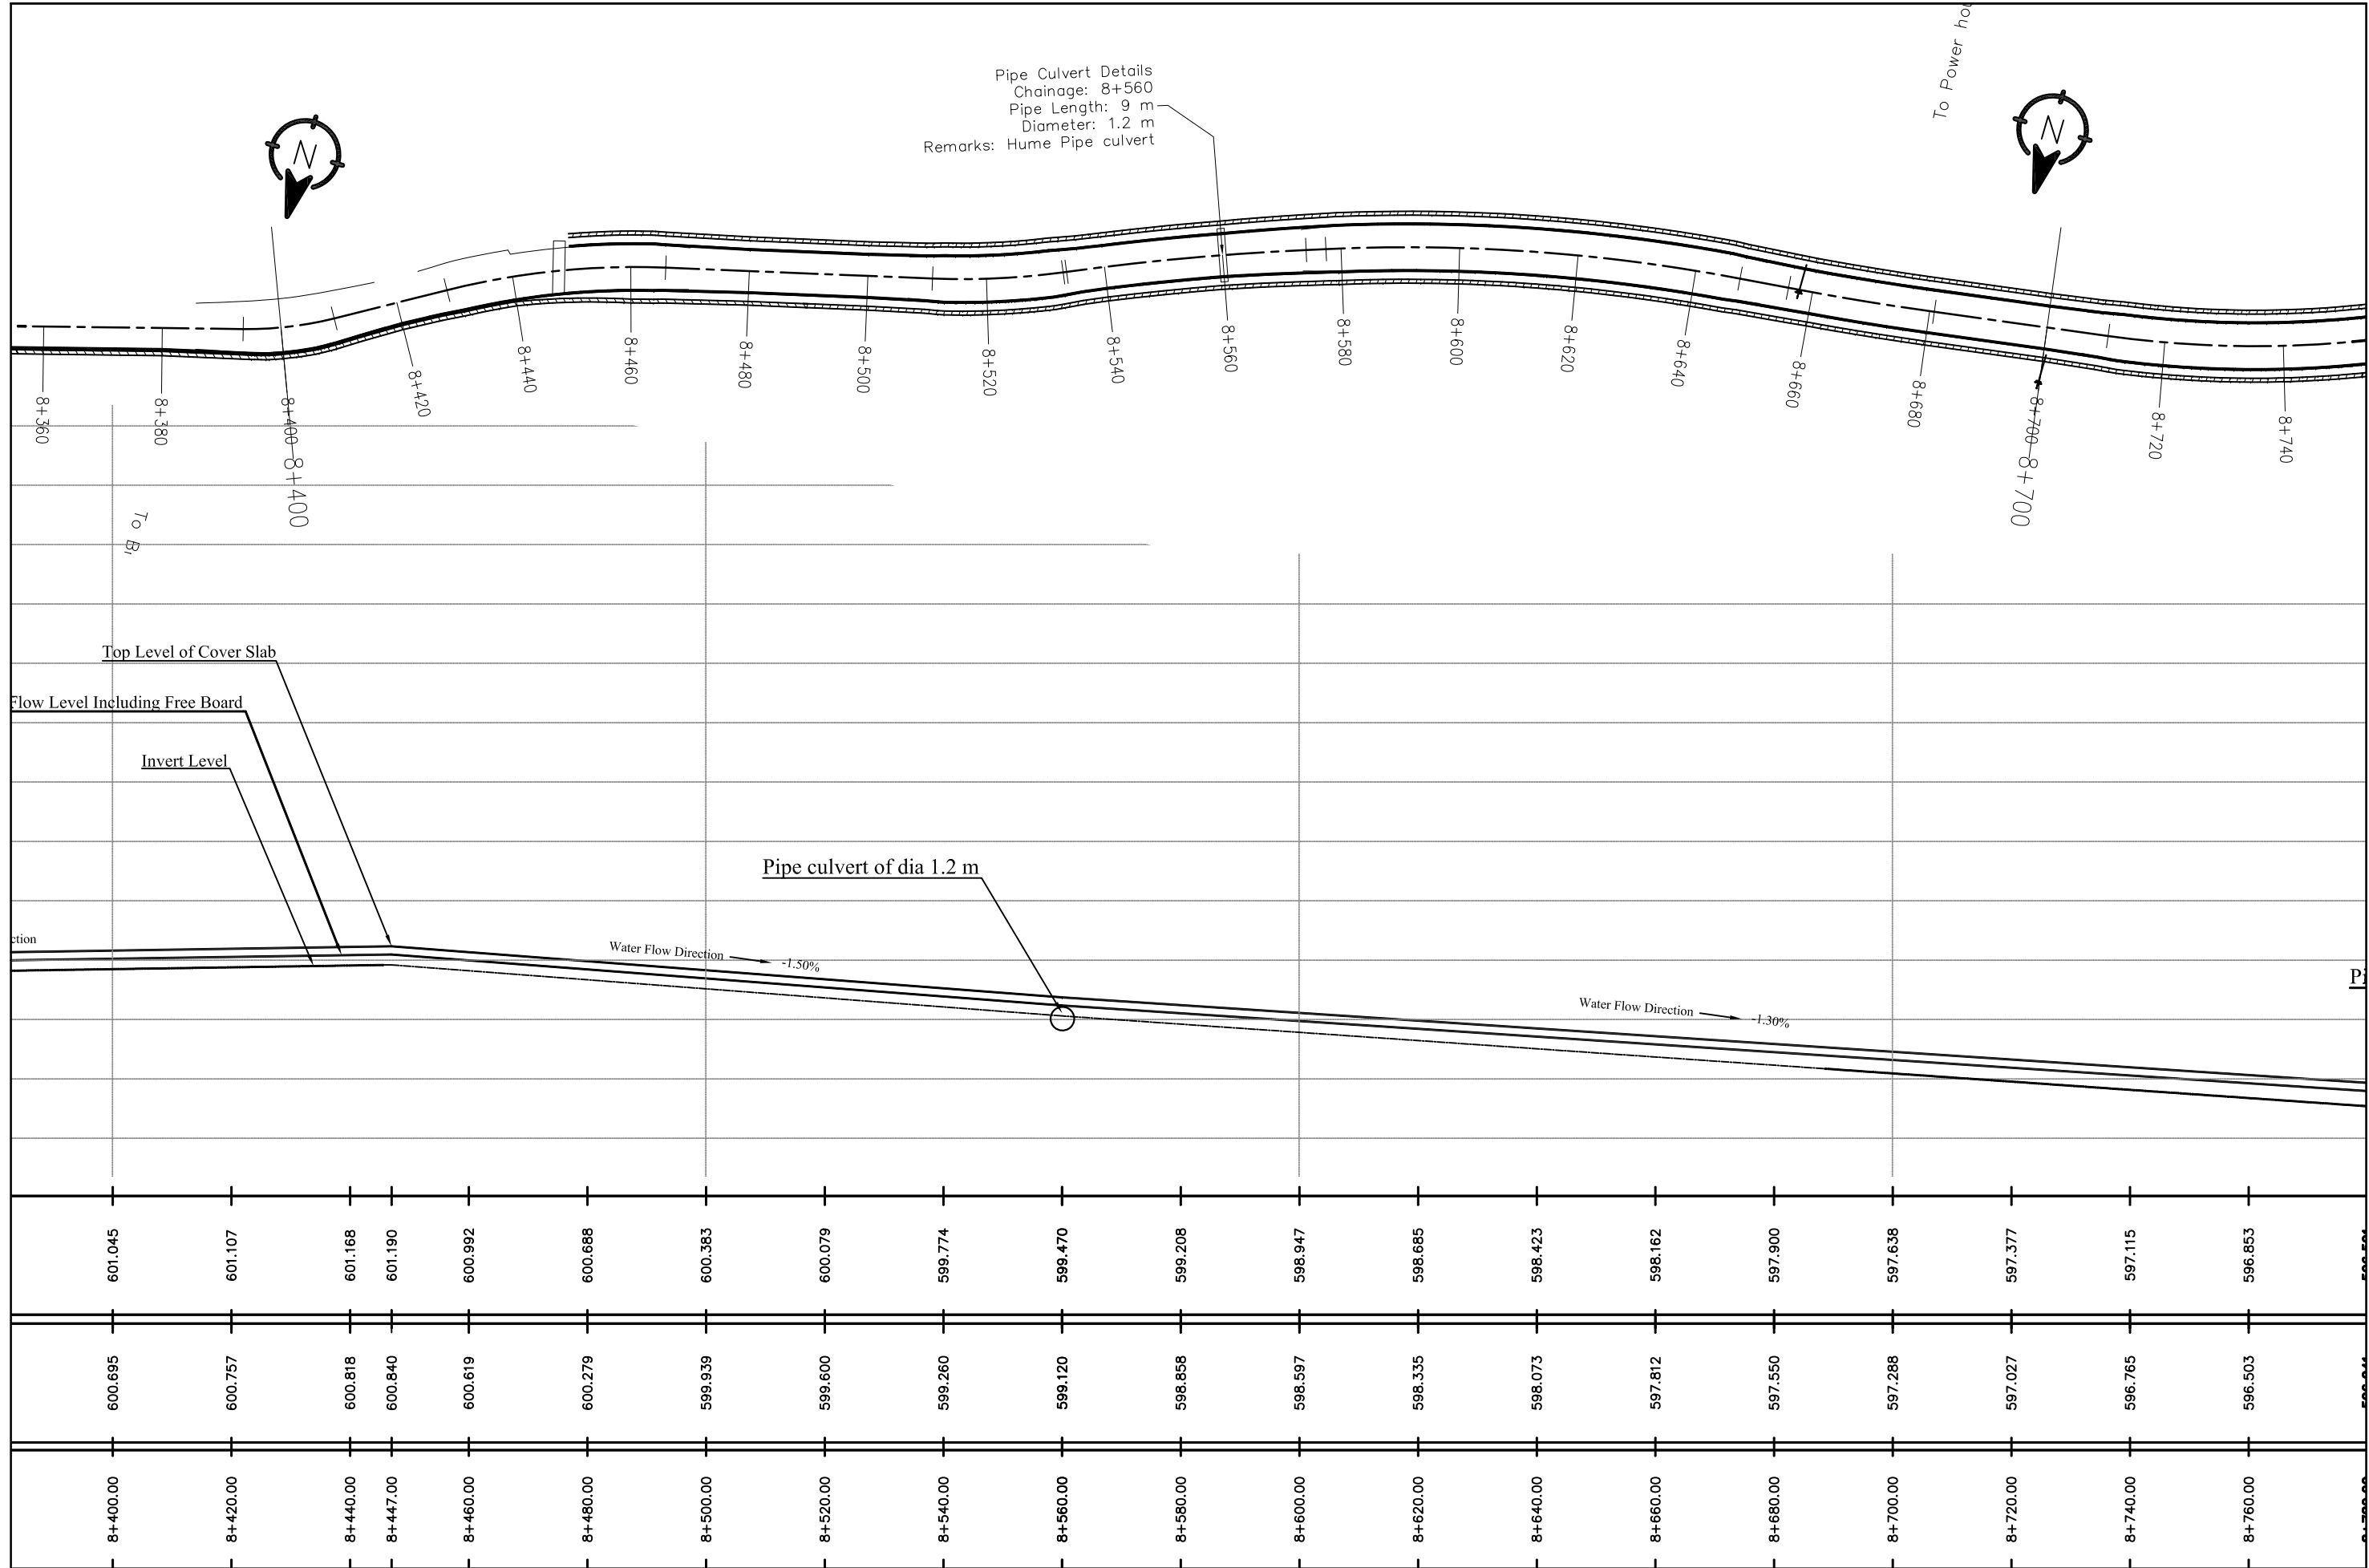 To Power
Pipe Culvert Details
Chainage: 8+560
Pipe Length: 9 m
Diameter: 1.2 m
Remarks: Hume Pipe culvert
N
N
8+360
8+380
8+400
8+420
8+440
8+460
8+480
8+500
8+520
8+540
8+560
8+580
8+600
8+620
8+640
8+660
8+680
8+700
8+720
8+740
8+400
8+700
To
Top Level of Cover Slab
Flow Level Including Free Board
Invert Level
Pipe culvert of dia 1.2 m
Water Flow Direction -1.50%
Water Flow Direction -1.30%
601.045 601.107 601.168 601.190 600.992 600.688 600.383 600.079 599.774 599.470 599.208 598.947 598.685 598.423 598.162 597.900 597.638 597.377 597.115 596.853
600.695 600.757 600.818 600.840 600.619 600.279 599.939 599.600 599.260 599.120 598.858 598.597 598.335 598.073 597.812 597.550 597.288 597.027 596.765 596.503
8+400.00 8+420.00 8+440.00 8+447.00 8+460.00 8+480.00 8+500.00 8+520.00 8+540.00 8+560.00 8+580.00 8+600.00 8+620.00 8+640.00 8+660.00 8+680.00 8+700.00 8+720.00 8+740.00 8+760.00